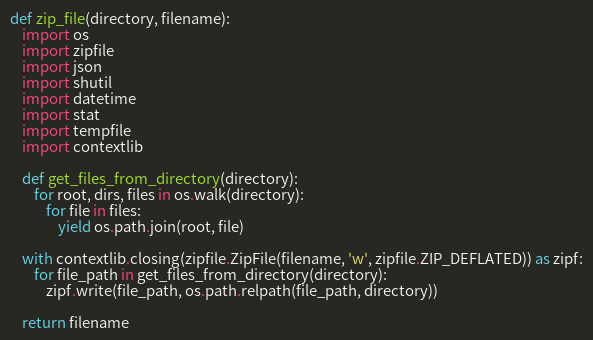 def zip_file(directory, filename):
    import os
    import zipfile
    import json
    import shutil
    import datetime
    import stat
    import tempfile
    import contextlib

    def get_files_from_directory(directory):
        for root, dirs, files in os.walk(directory):
            for file in files:
                yield os.path.join(root, file)

    with contextlib.closing(zipfile.ZipFile(filename, 'w', zipfile.ZIP_DEFLATED)) as zipf:
        for file_path in get_files_from_directory(directory):
            zipf.write(file_path, os.path.relpath(file_path, directory))

    return filename